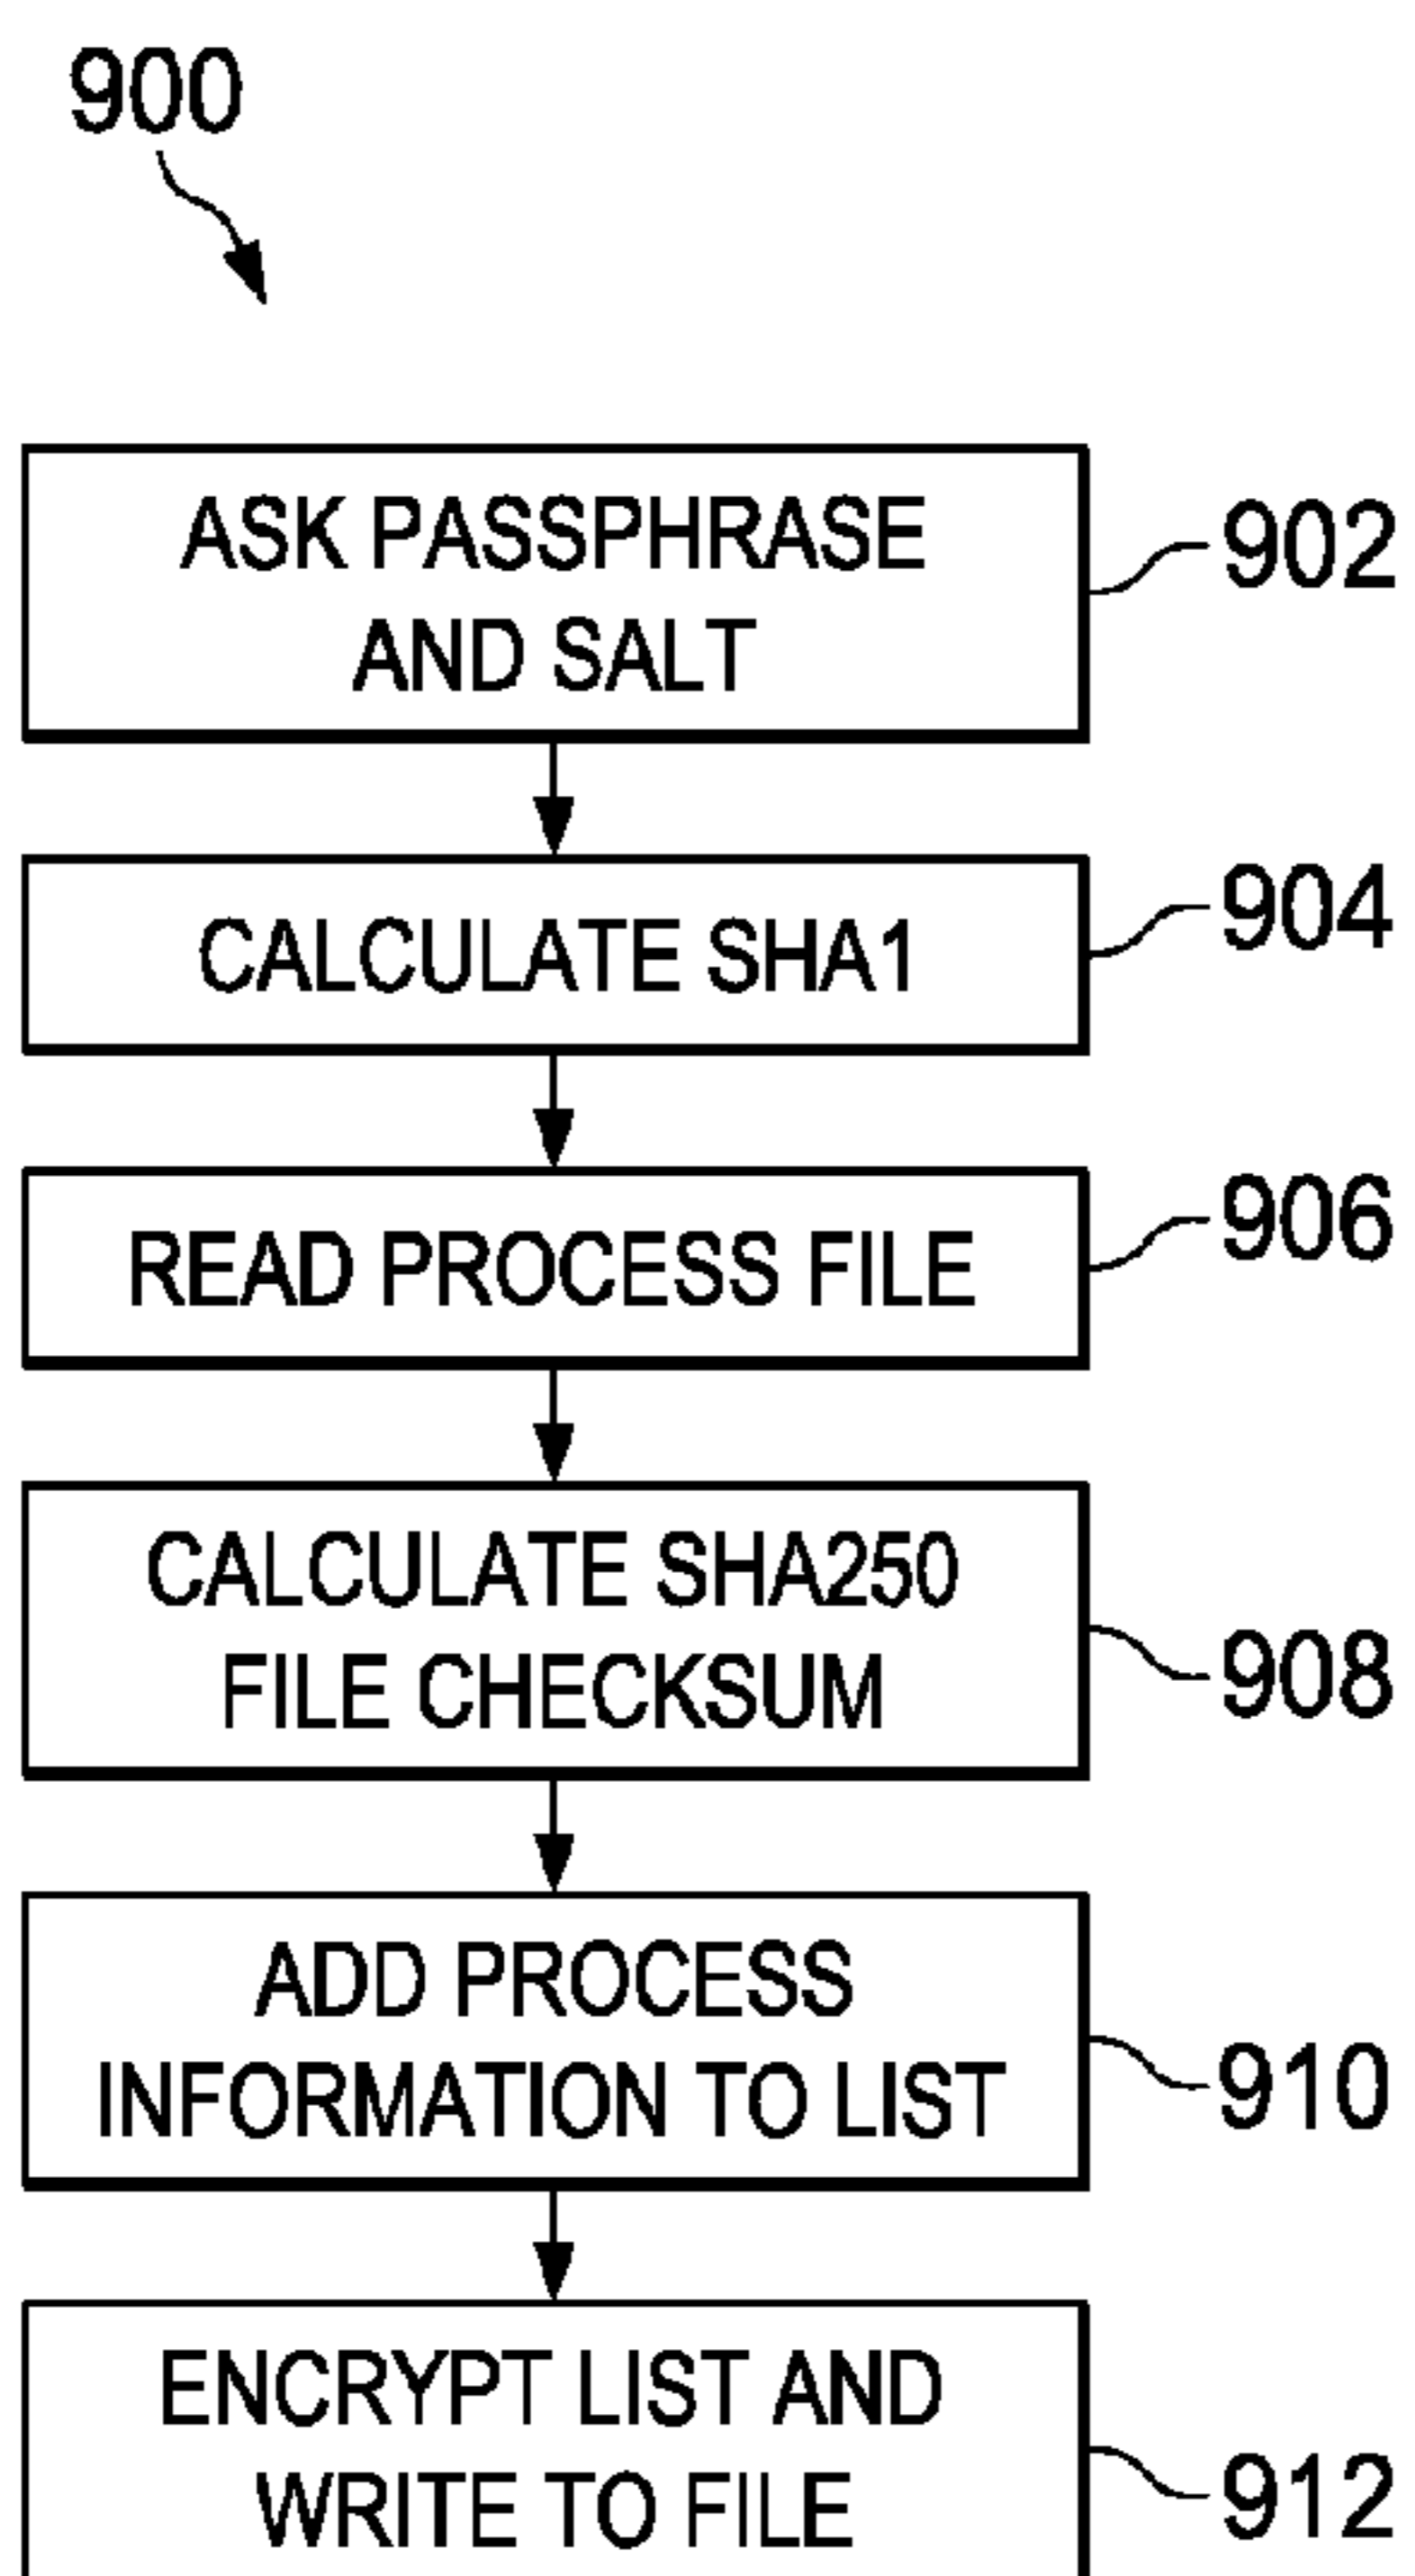 900
ASK PASSPHRASE
AND SALT
902
CALCULATE SHA1
904
READ PROCESS FILE
906
CALCULATE SHA250
FILE CHECKSUM
908
ADD PROCESS
INFORMATION TO LIST
910
ENCRYPT LIST AND
WRITE TO FILE
912